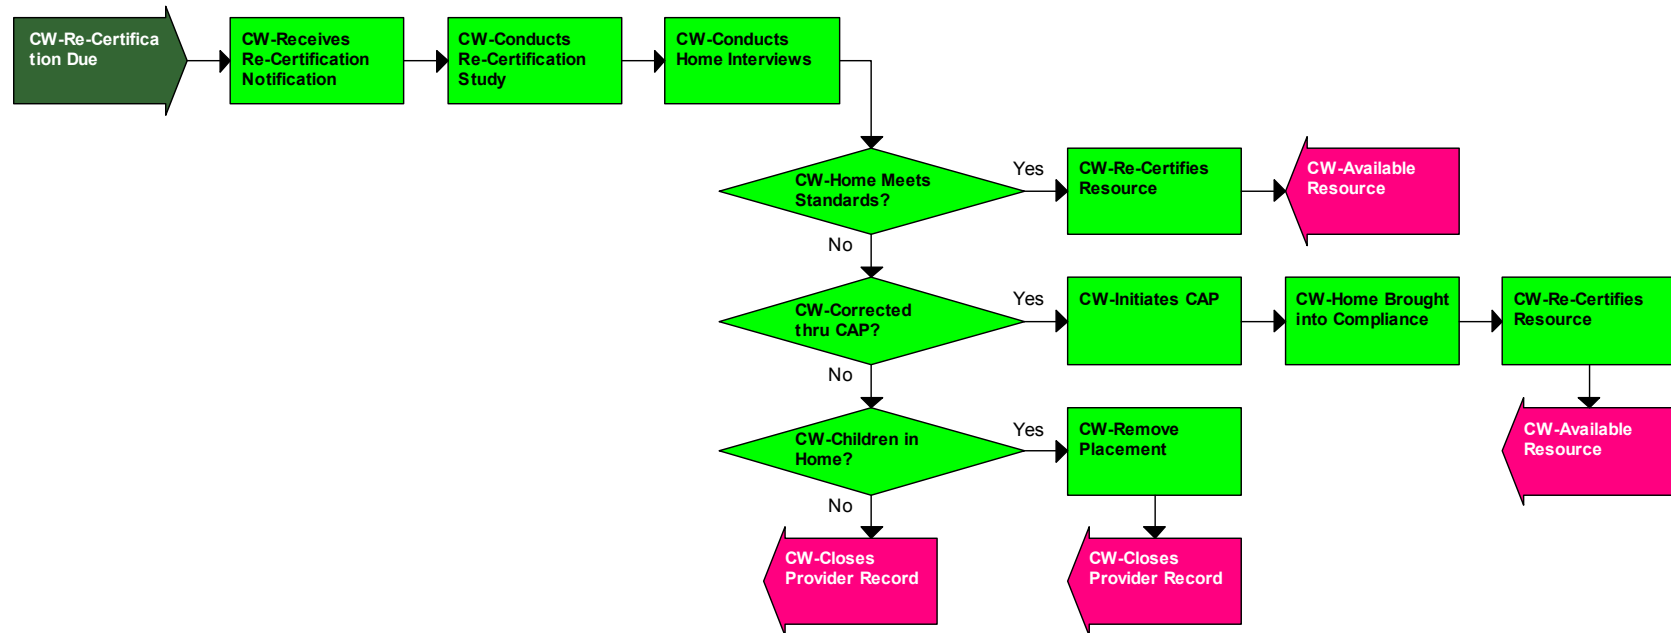 CW-Re-Certifica
tion Due
CW-Receives
Re-Certification
Notification
CW-Conducts
Re-Certification
Study
CW-Conducts
Home Interviews
CW-Home Meets
Standards?
Yes
CW-Re-Certifies
Resource
CW-Available
Resource
No
CW-Corrected
thru CAP?
Yes
CW-Initiates CAP
CW-Home Brought
into Compliance
CW-Re-Certifies
Resource
No
CW-Children in
Home?
Yes
CW-Remove
Placement
CW-Available
Resource
No
CW-Closes
Provider Record
CW-Closes
Provider Record